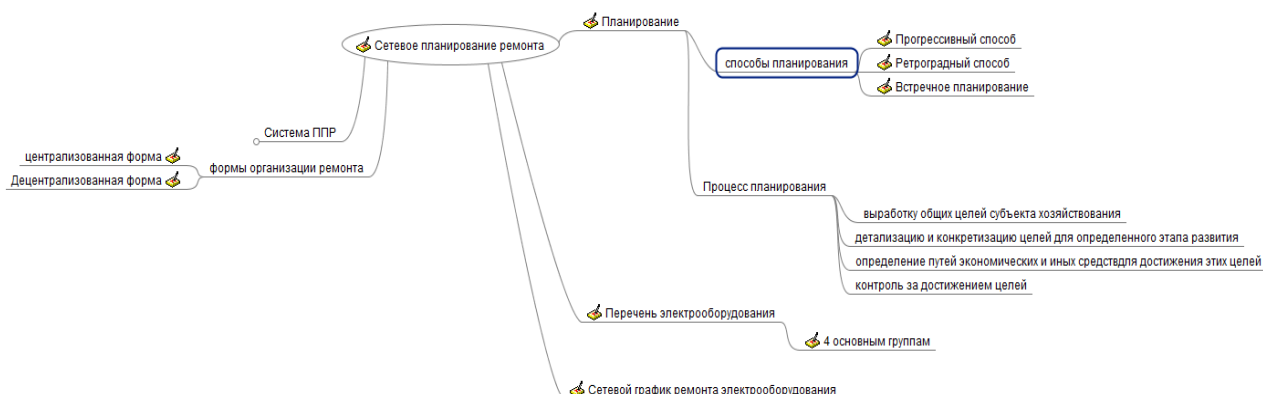 Сетевое планирование ремонта
Планирование
способы планирования
Прогрессивный способ
Ретроградный способ
Встречное планирование
Процесс планирования
выработку общих целей субъекта хозяйствования
детализацию и конкретизацию целей для определенного этапа развития
определение путей экономических и иных средствдля достижения этих целей
контроль за достижением целей
Перечень электрооборудования
4 основным группам
Сетевой график ремонта электрооборудования
Система ППР
формы организации ремонта
централизованная форма
Децентрализованная форма